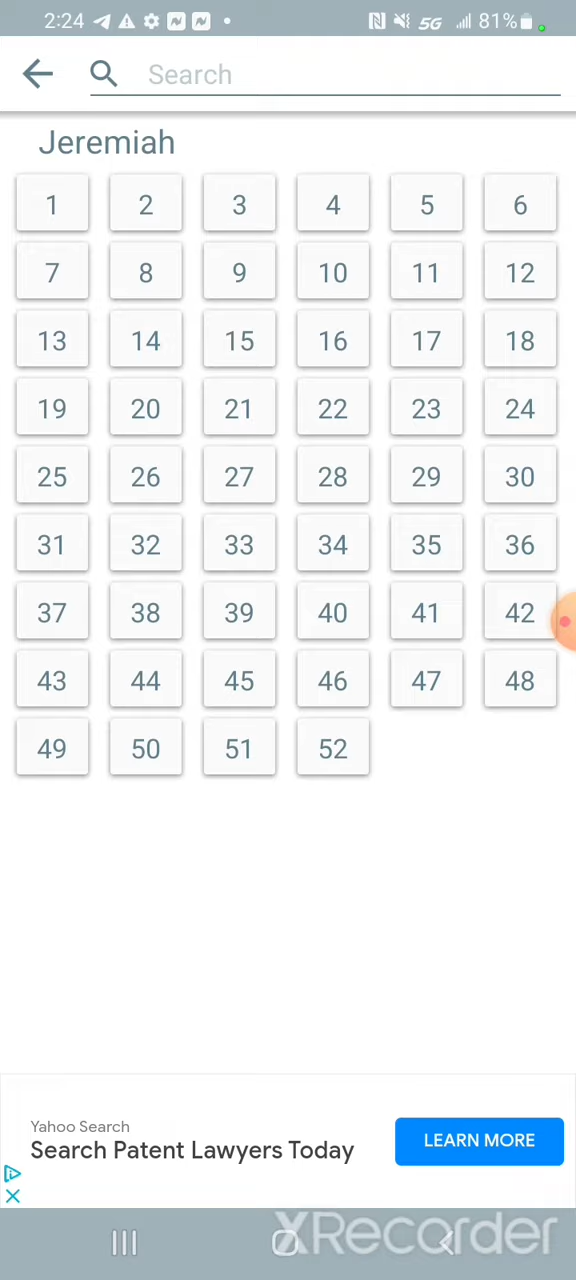 2:24 5G 81%
Search
Jeremiah
1 2 3 4 5 6
7 8 9 10 11 12
13 14 15 16 17 18
19 20 21 22 23 24
25 26 27 28 29 30
31 32 33 34 35 36
37 38 39 40 41 42
43 44 45 46 47 48
49 50 51 52
Yahoo Search
Search Patent Lawyers Today
LEARN MORE
XRecorder